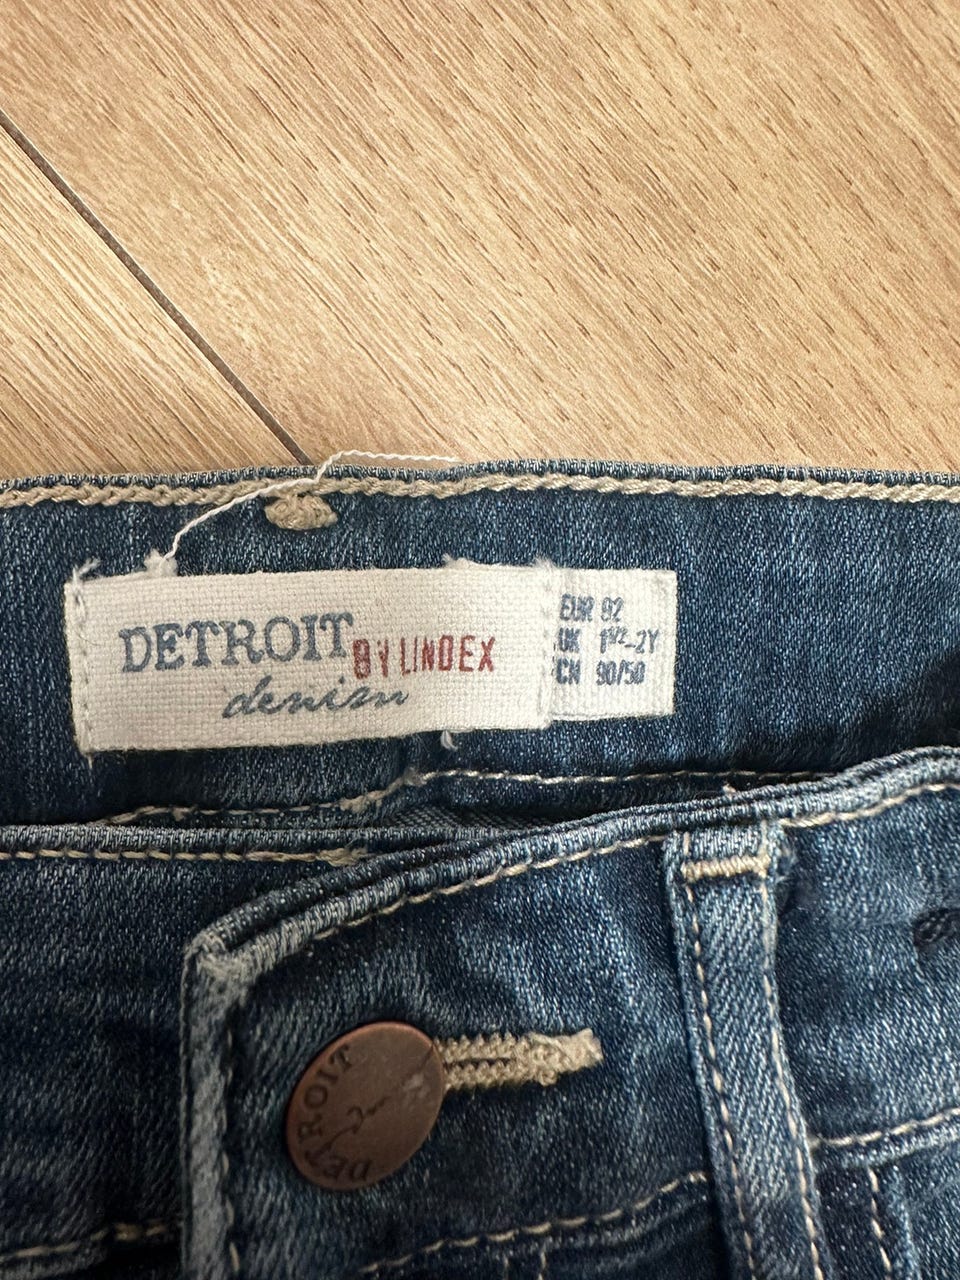 DETROIT
BY LINDEX
denim
EUR 92
UK 1½-2Y
CN 90/50
DETROIT